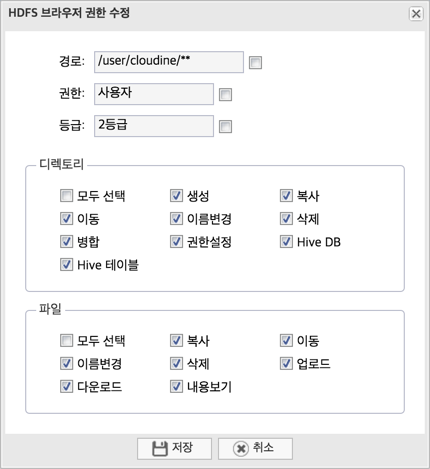 HDFS 브라우저 권한 수정
경로: /user/cloudine/**
권한: 사용자
등급: 2등급
디렉토리
모두 선택 생성 복사
이동 이름변경 삭제
병합 권한설정 Hive DB
Hive 테이블
파일
모두 선택 복사 이동
이름변경 삭제 업로드
다운로드 내용보기
저장 취소